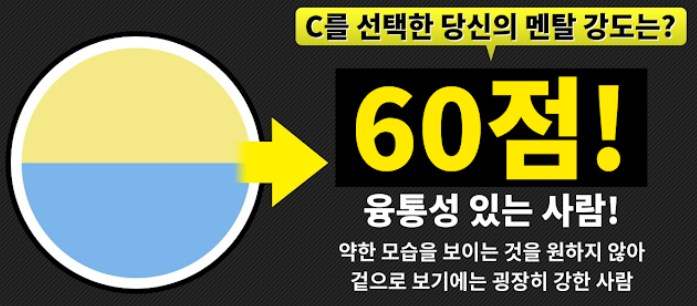 C를 선택한 당신의 멘탈 강도는?
60점!
융통성 있는 사람!
약한 모습을 보이는 것을 원하지 않아
겉으로 보기에는 굉장히 강한 사람